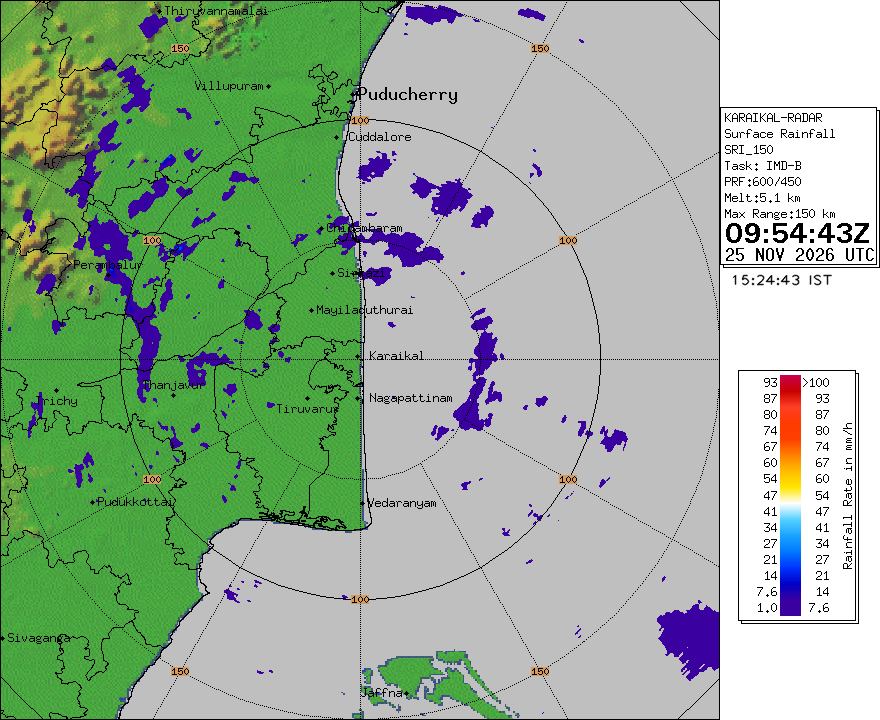 Thiruvannamalai
150
150
Villupuram
Puducherry
100
Cuddalore
Chidambaram
100
100
Perambalur
Sirkali
Mayiladuthurai
Karaikal
Thanjavur
Trichy
Nagapattinam
Tiruvarur
100
100
Pudukkottai
Vedaranyam
100
Sivaganga
150
150
Jaffna
KARAIKAL-RADAR
Surface Rainfall
SRI_150
Task: IMD-B
PRF:600/450
Melt:5.1 km
Max Range:150 km
09:54:43Z
25 NOV 2026 UTC
15:24:43 IST
93 >100
87 93
80 87
74 80
67 74
60 67
54 60
47 54
41 47
34 41
27 34
21 27
14 21
7.6 14
1.0 7.6
Rainfall Rate in mm/h